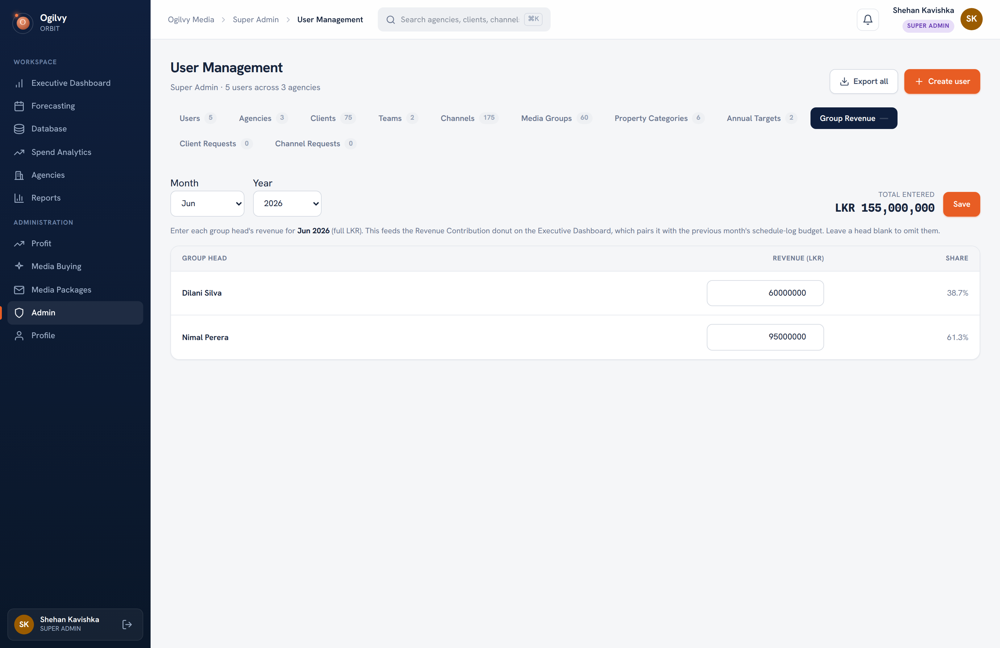 O
Ogilvy
ORBIT
WORKSPACE
Executive Dashboard
Forecasting
Database
Spend Analytics
Agencies
Reports
ADMINISTRATION
Profit
Media Buying
Media Packages
Admin
Profile
SK
Shehan Kavishka
SUPER ADMIN
Ogilvy Media
Super Admin
User Management
Search agencies, clients, channel
⌘K
Shehan Kavishka
SUPER ADMIN
SK
User Management
Super Admin · 5 users across 3 agencies
Export all
Create user
Users 5 Agencies 3 Clients 75 Teams 2 Channels 175 Media Groups 60 Property Categories 6 Annual Targets 2 Group Revenue —
Client Requests 0 Channel Requests 0
Month Year
Jun 2026
TOTAL ENTERED
LKR 155,000,000
Save
Enter each group head's revenue for Jun 2026 (full LKR). This feeds the Revenue Contribution donut on the Executive Dashboard, which pairs it with the previous month's schedule-log budget. Leave a head blank to omit them.
GROUP HEAD REVENUE (LKR) SHARE
Dilani Silva 60000000 38.7%
Nimal Perera 95000000 61.3%